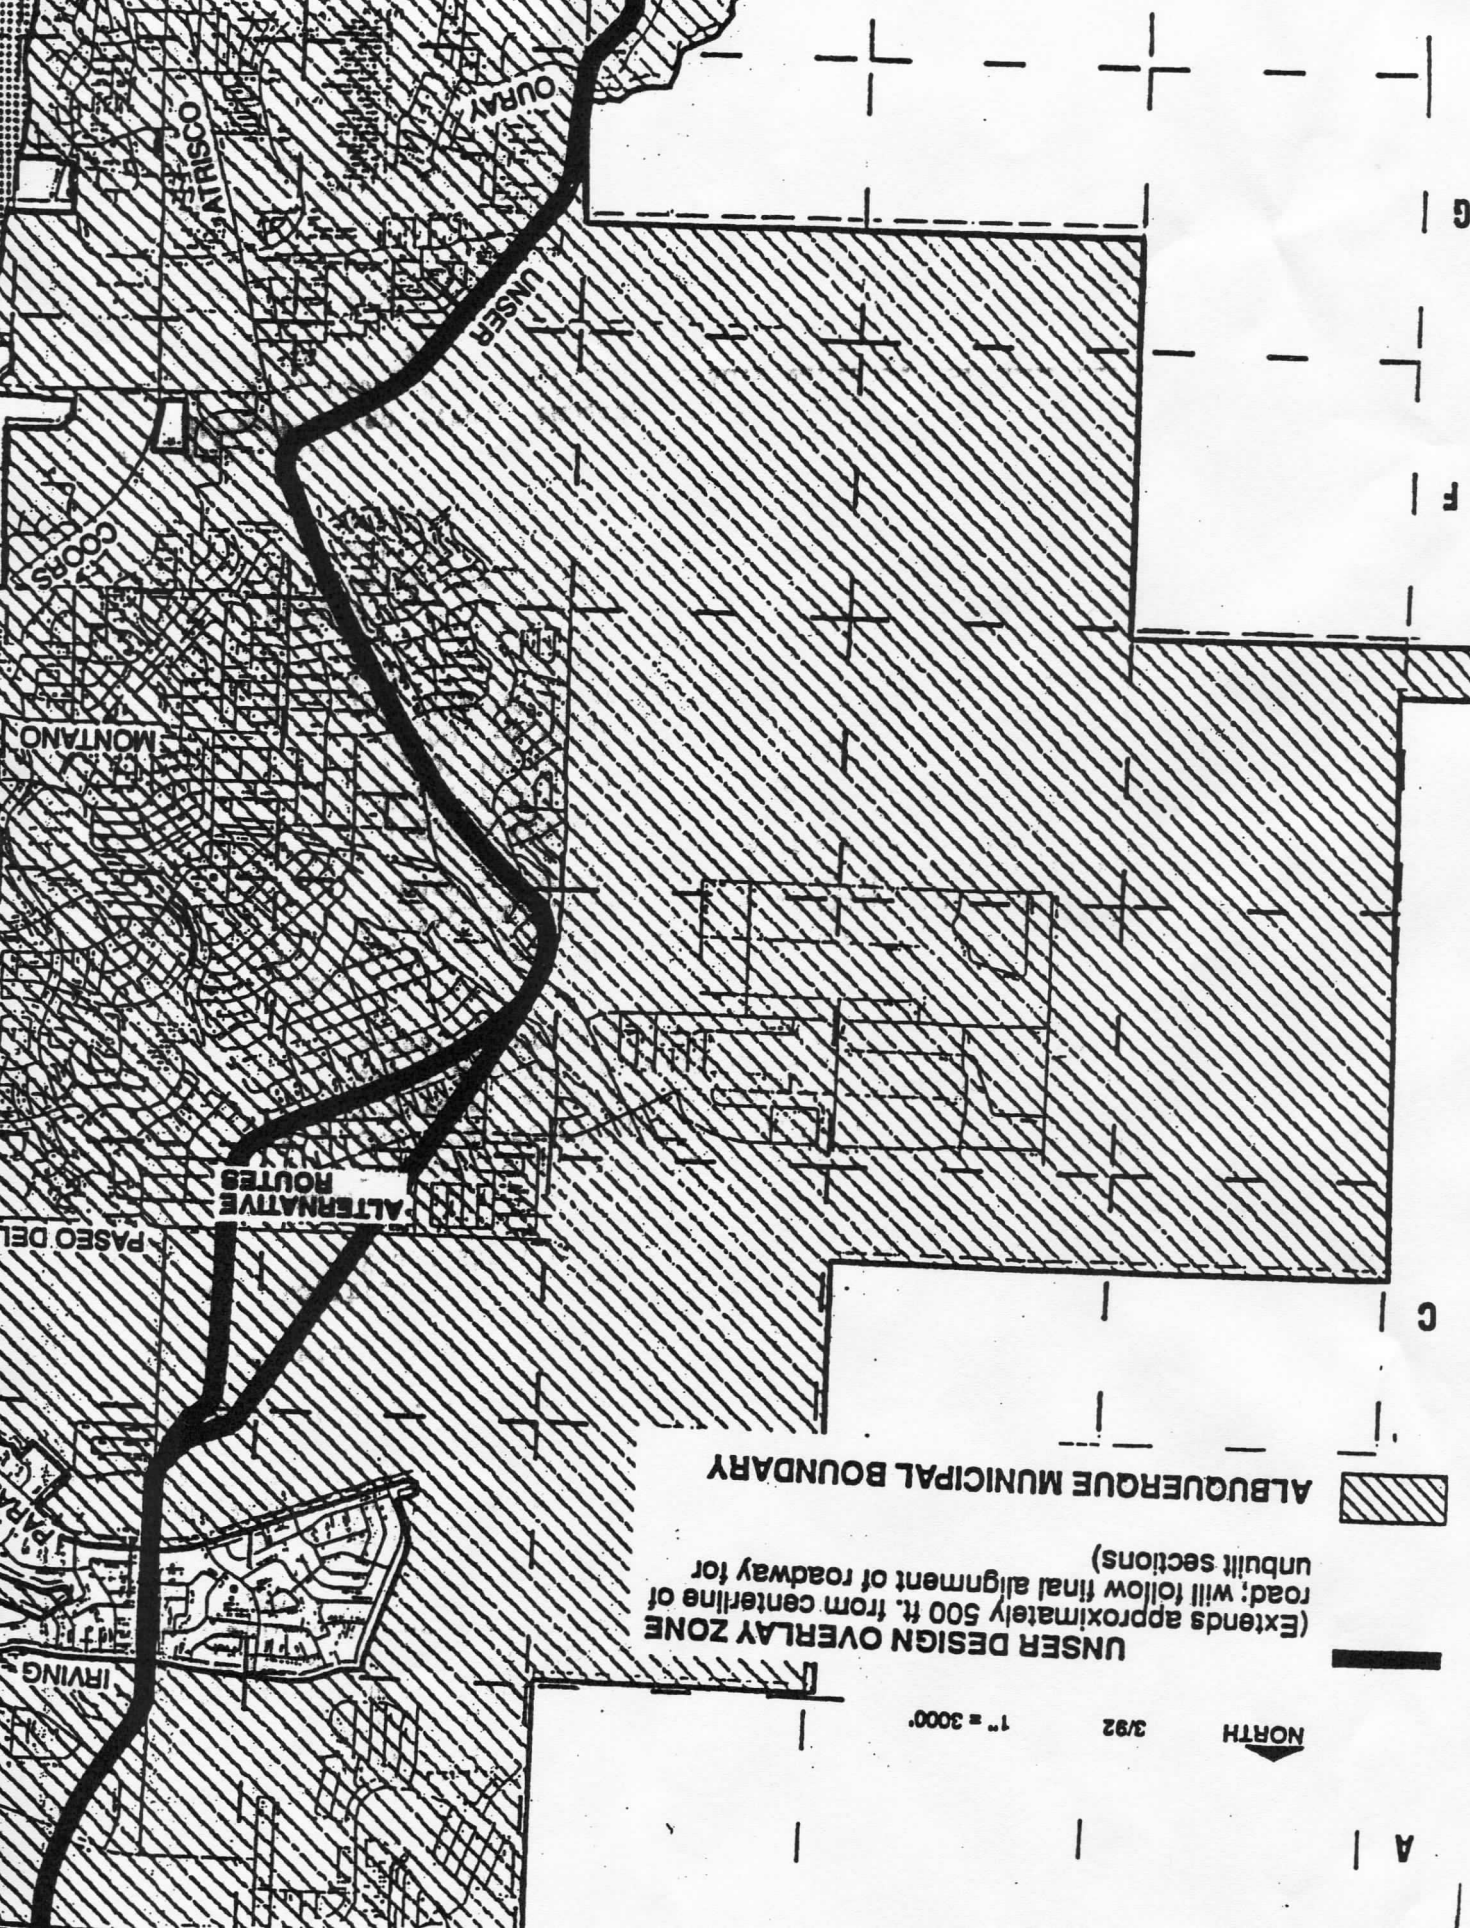 A
NORTH
3/92
1" = 3000'
UNSER DESIGN OVERLAY ZONE
(Extends approximately 500 ft. from centerline of
road; will follow final alignment of roadway for
unbuilt sections)
ALBUQUERQUE MUNICIPAL BOUNDARY
IRVING
C
PASEO DEL
ALTERNATIVE
ROUTES
MONTANO
COORS
F
UNSER
G
ATRISCO
OURAY